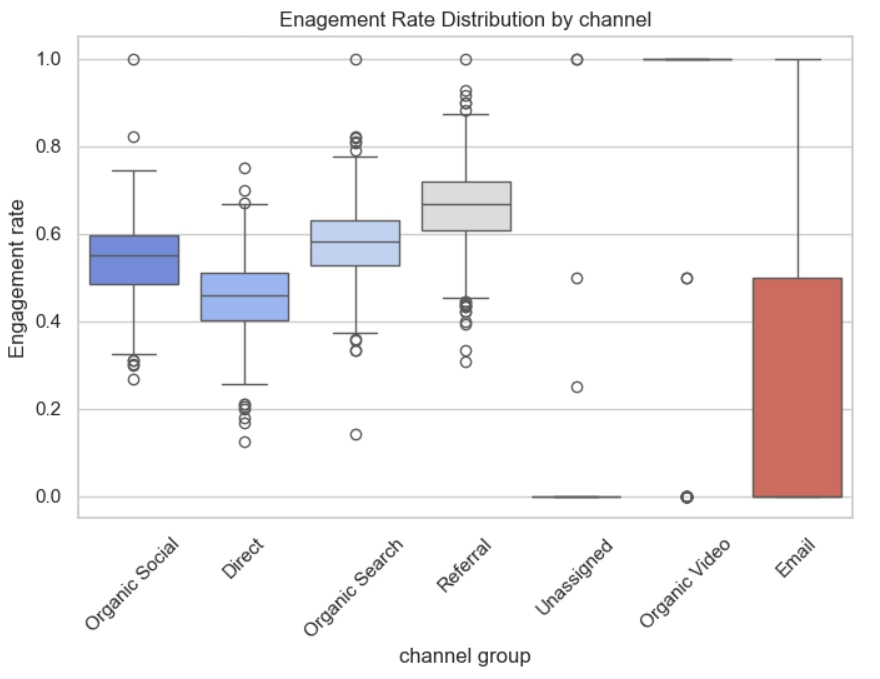 Enagement Rate Distribution by channel
Engagement rate
1.0
0.8
0.6
0.4
0.2
0.0
Organic Social
Direct
Organic Search
Referral
Unassigned
Organic Video
Email
channel group